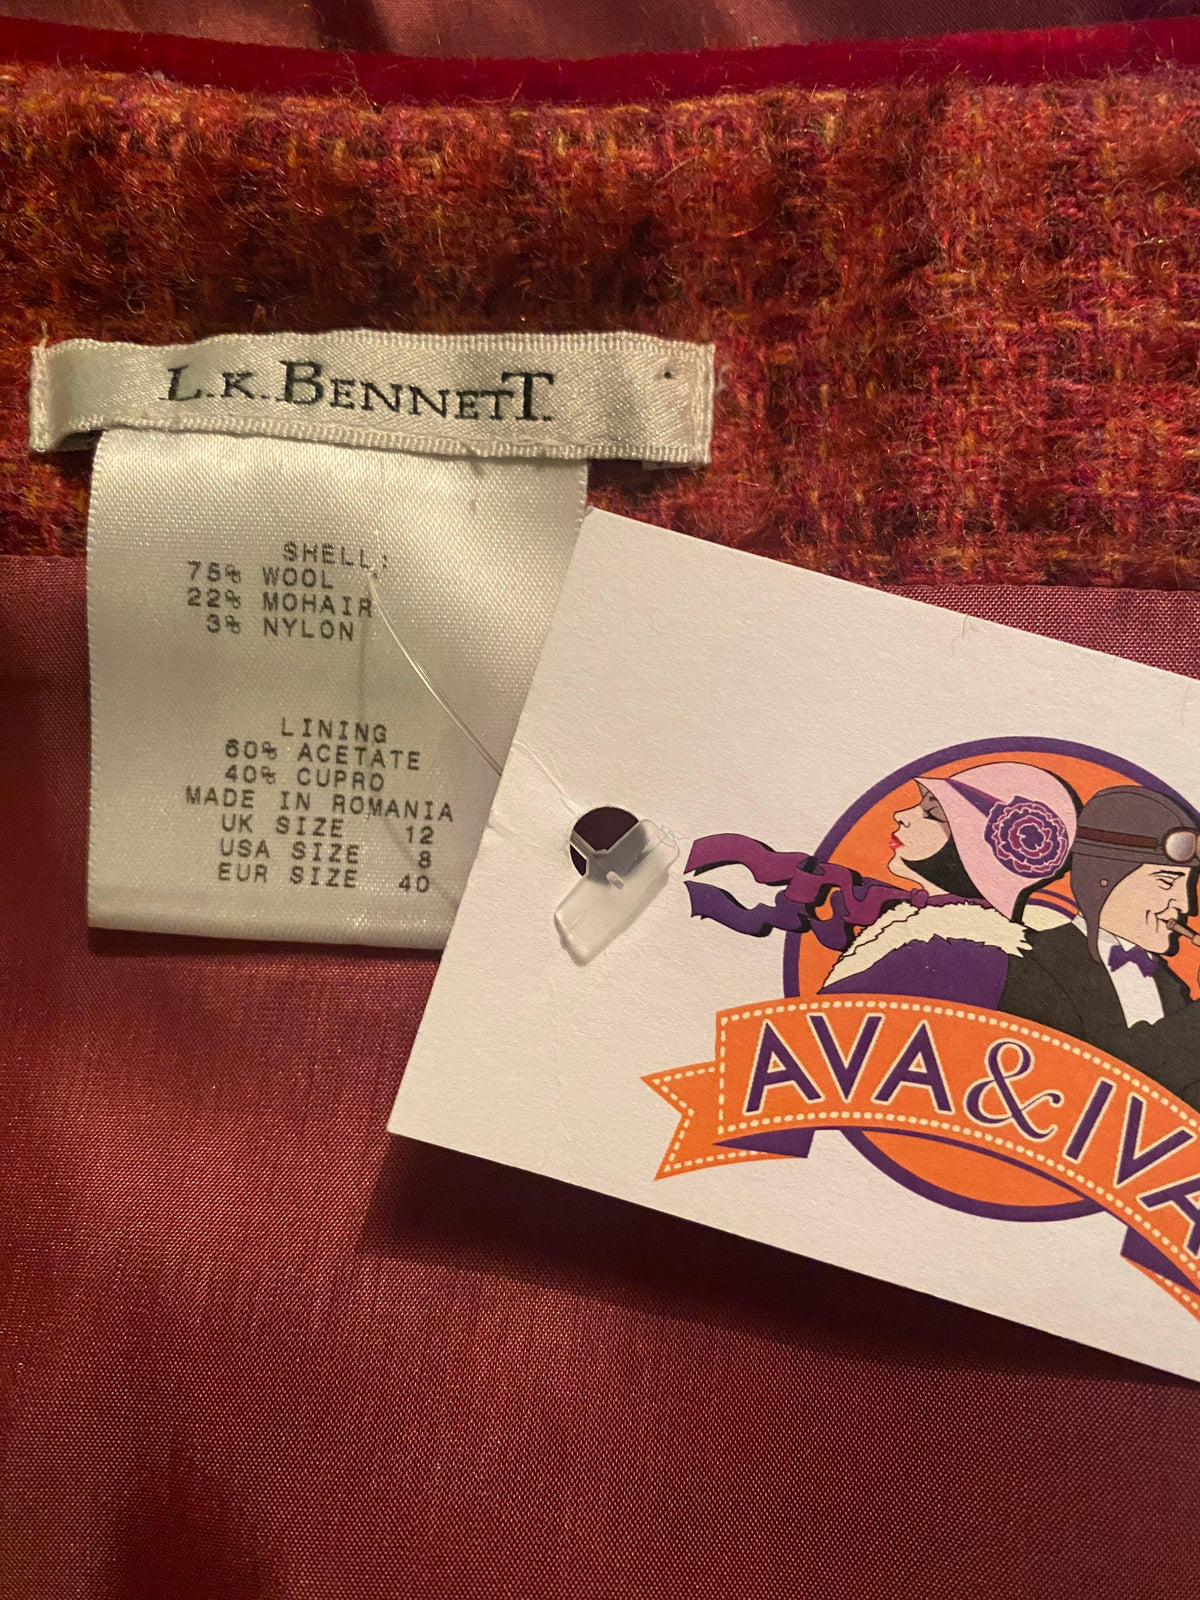 L.K.BENNETT.
SHELL:
75% WOOL
22% MOHAIR
3% NYLON
LINING
60% ACETATE
40% CUPRO
MADE IN ROMANIA
UK SIZE 12
USA SIZE 8
EUR SIZE 40
AVA & IVA